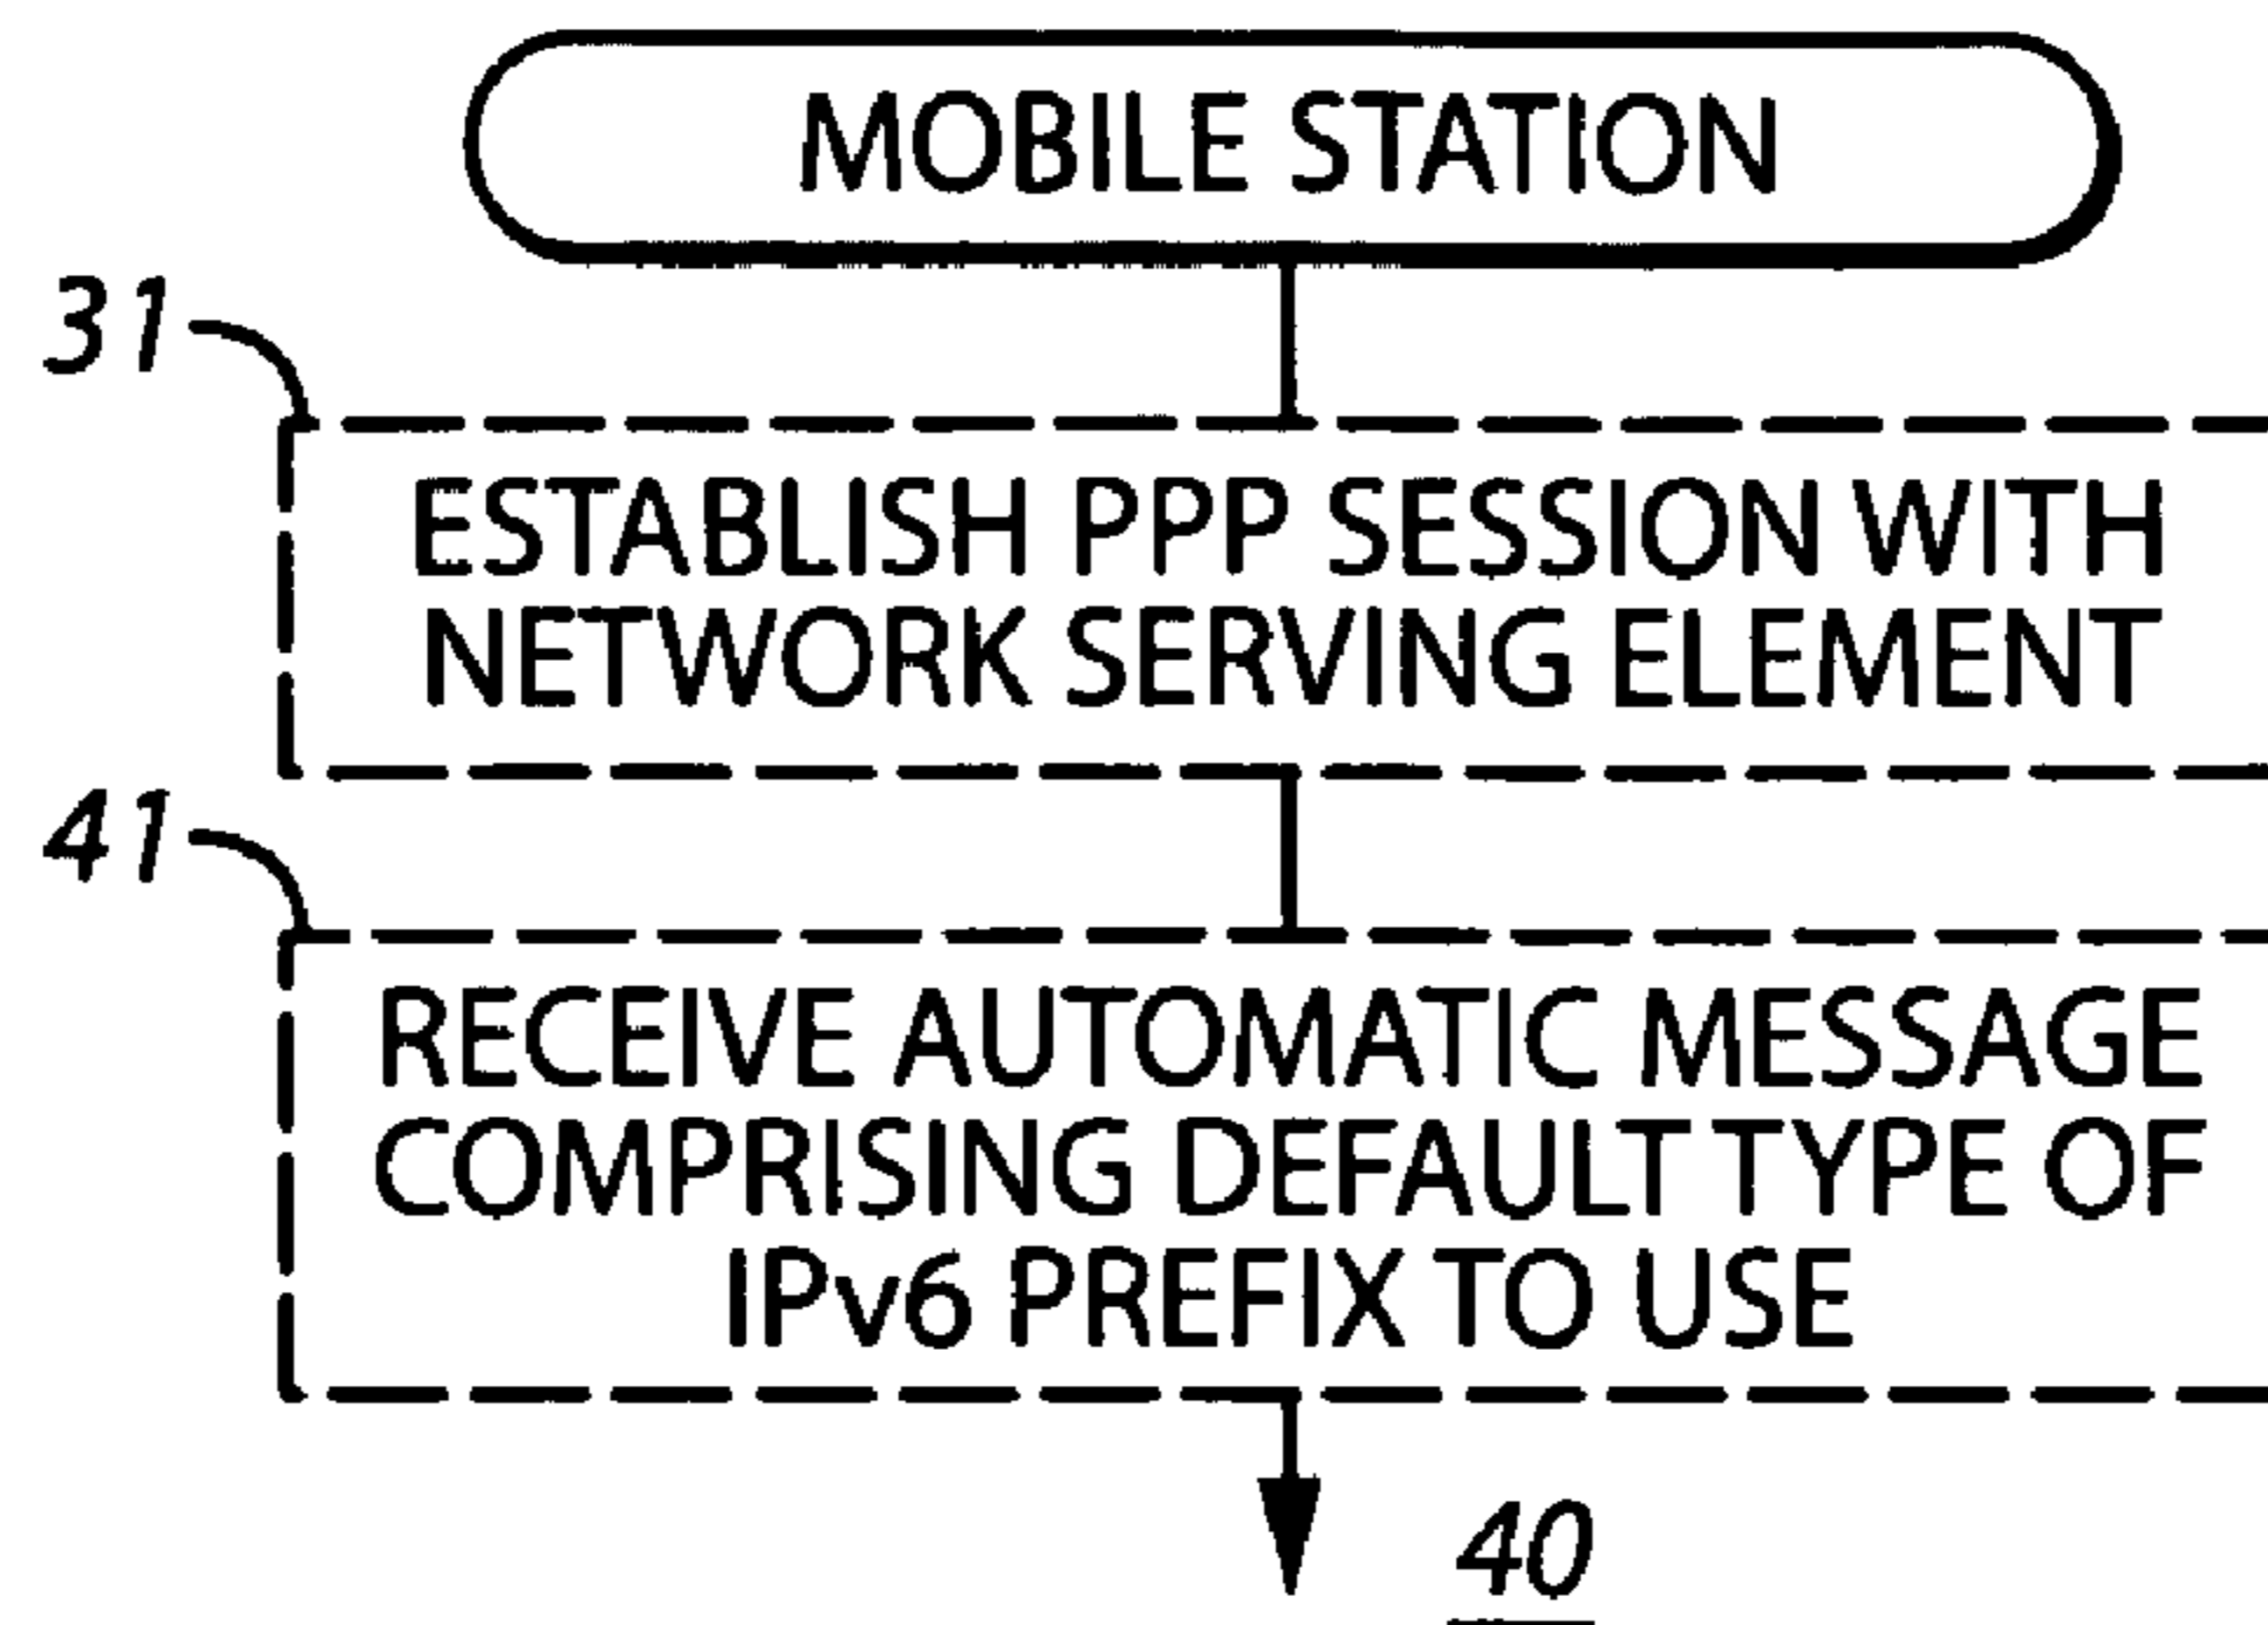 MOBILE STATION
31
ESTABLISH PPP SESSION WITH
NETWORK SERVING ELEMENT
41
RECEIVE AUTOMATIC MESSAGE
COMPRISING DEFAULT TYPE OF
IPv6 PREFIX TO USE
40